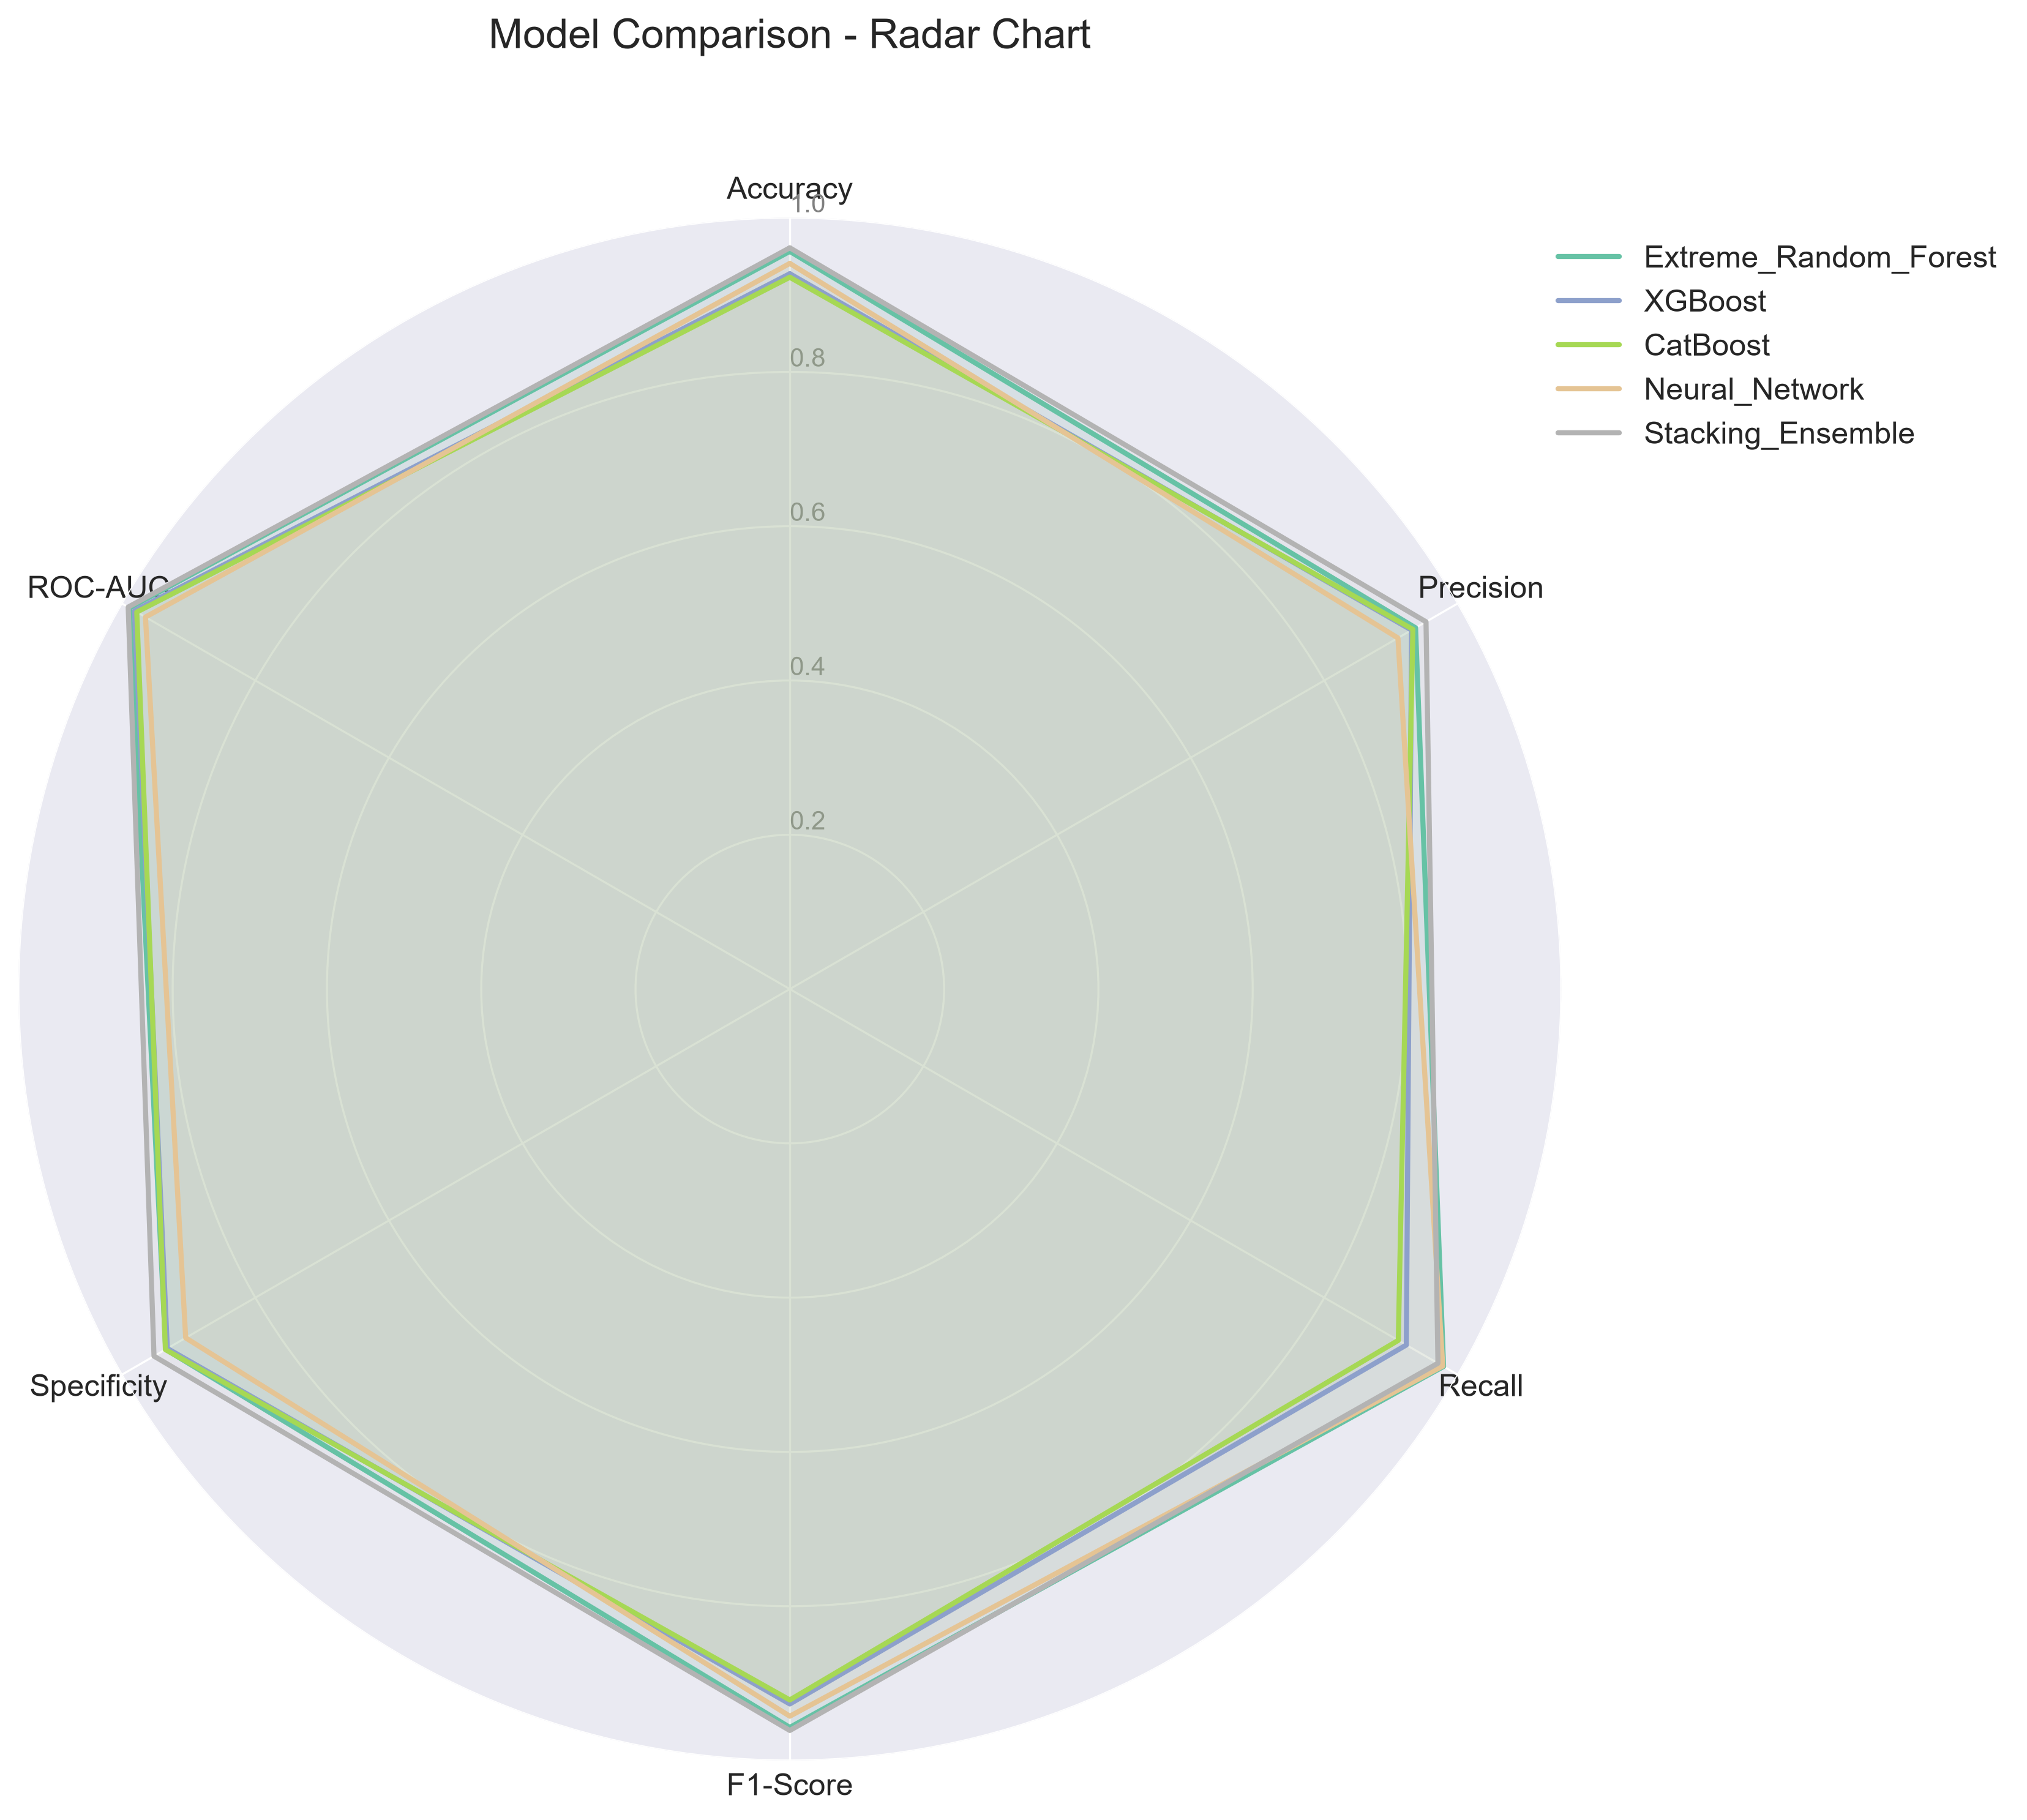 Model Comparison - Radar Chart
Accuracy
1.0
Extreme_Random_Forest
XGBoost
CatBoost
Neural_Network
Stacking_Ensemble
0.8
0.6
ROC-AUC
Precision
0.4
0.2
Specificity
Recall
F1-Score